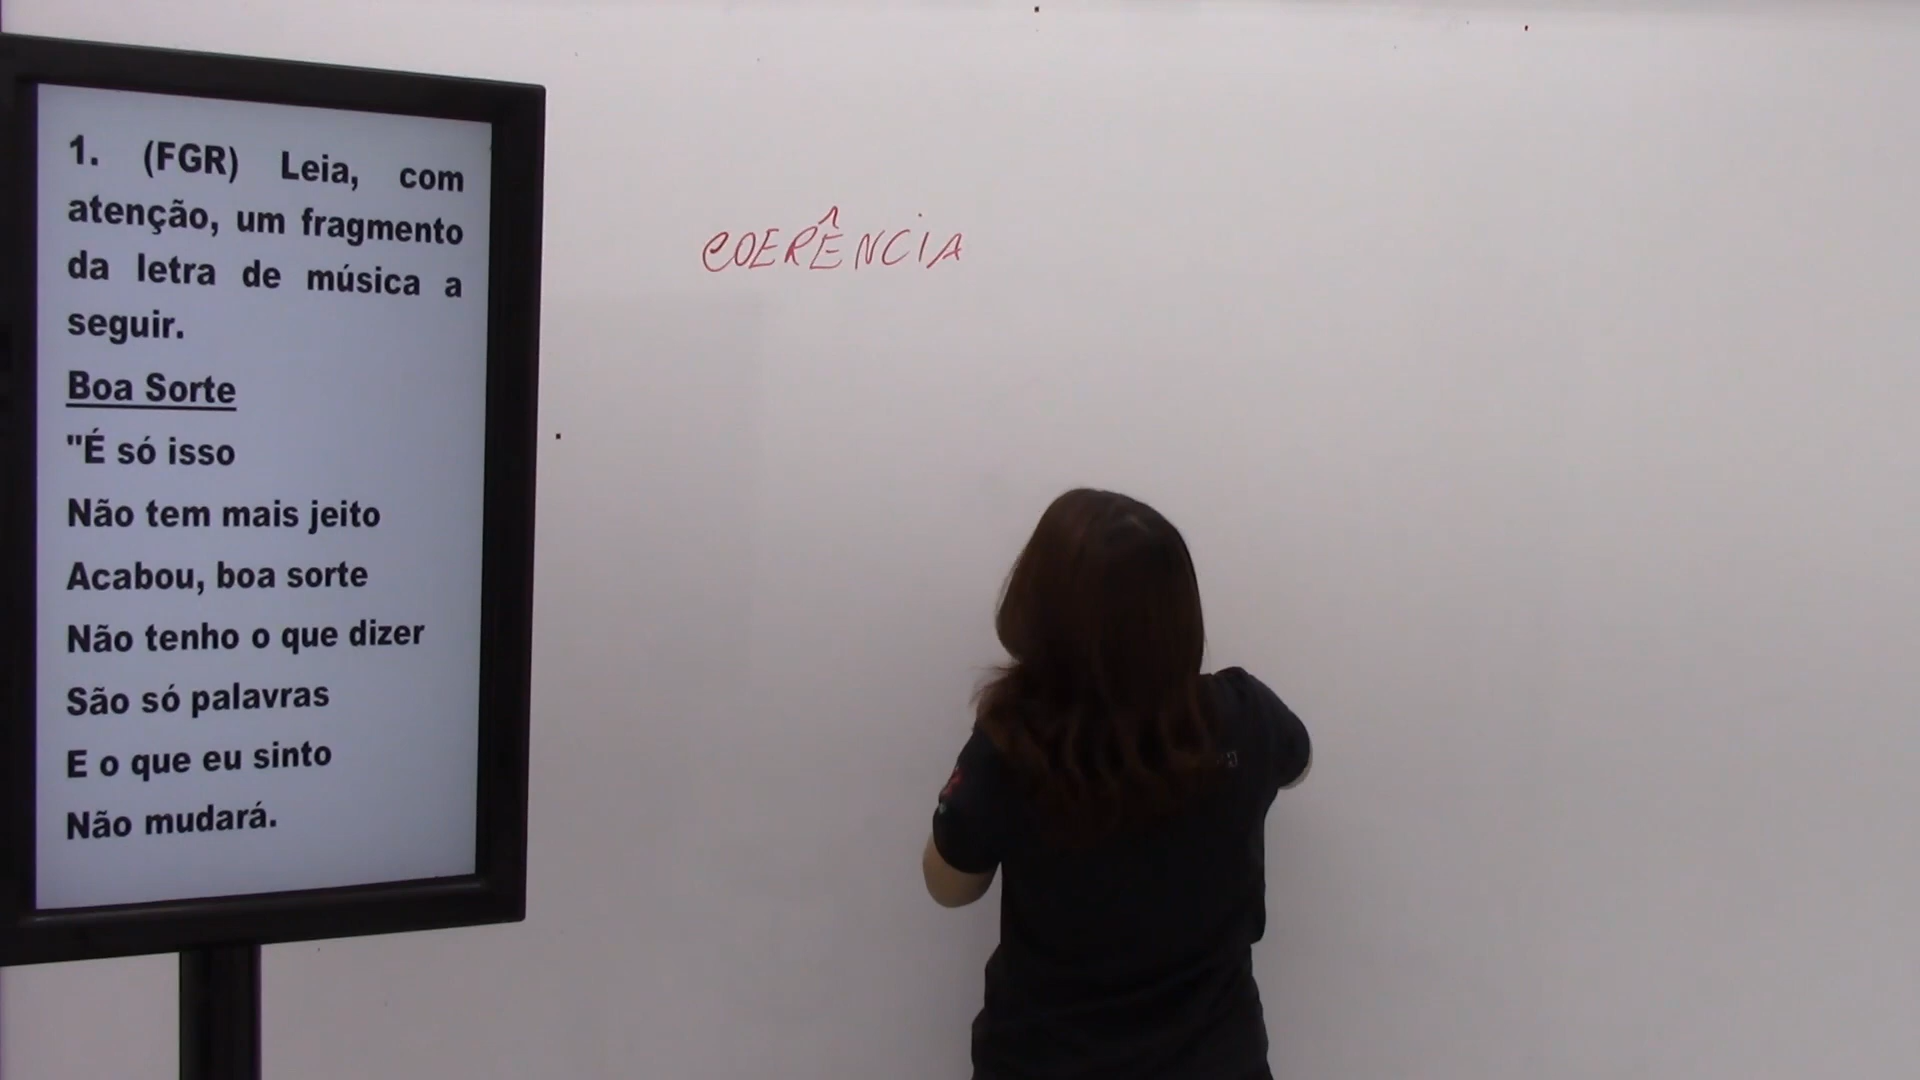 1. (FGR) Leia, com
atenção, um fragmento
da letra de música a
seguir.
Boa Sorte
"É só isso
Não tem mais jeito
Acabou, boa sorte
Não tenho o que dizer
São só palavras
E o que eu sinto
Não mudará.
COERÊNCIA